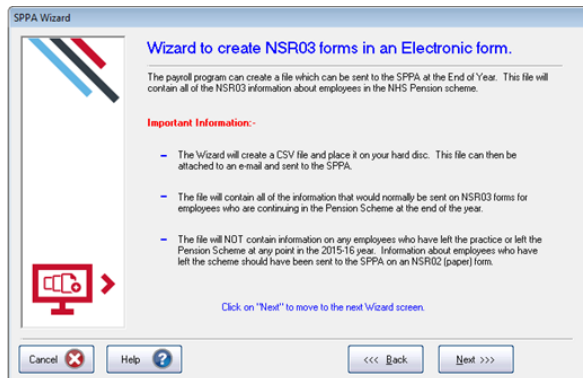 SPPA Wizard
Wizard to create NSR03 forms in an Electronic form.
The payroll program can create a file which can be sent to the SPPA at the End of Year. This file will
contain all of the NSR03 information about employees in the NHS Pension scheme.
Important Information:-
– The Wizard will create a CSV file and place it on your hard disc. This file can then be
attached to an e-mail and sent to the SPPA.
– The file will contain all of the information that would normally be sent on NSR03 forms for
employees who are continuing in the Pension Scheme at the end of the year.
– The file will NOT contain information on any employees who have left the practice or left the
Pension Scheme at any point in the 2015-16 year. Information about employees who have
left the scheme should have been sent to the SPPA on an NSR02 (paper) form.
Click on "Next" to move to the next Wizard screen.
Cancel Help <<< Back Next >>>